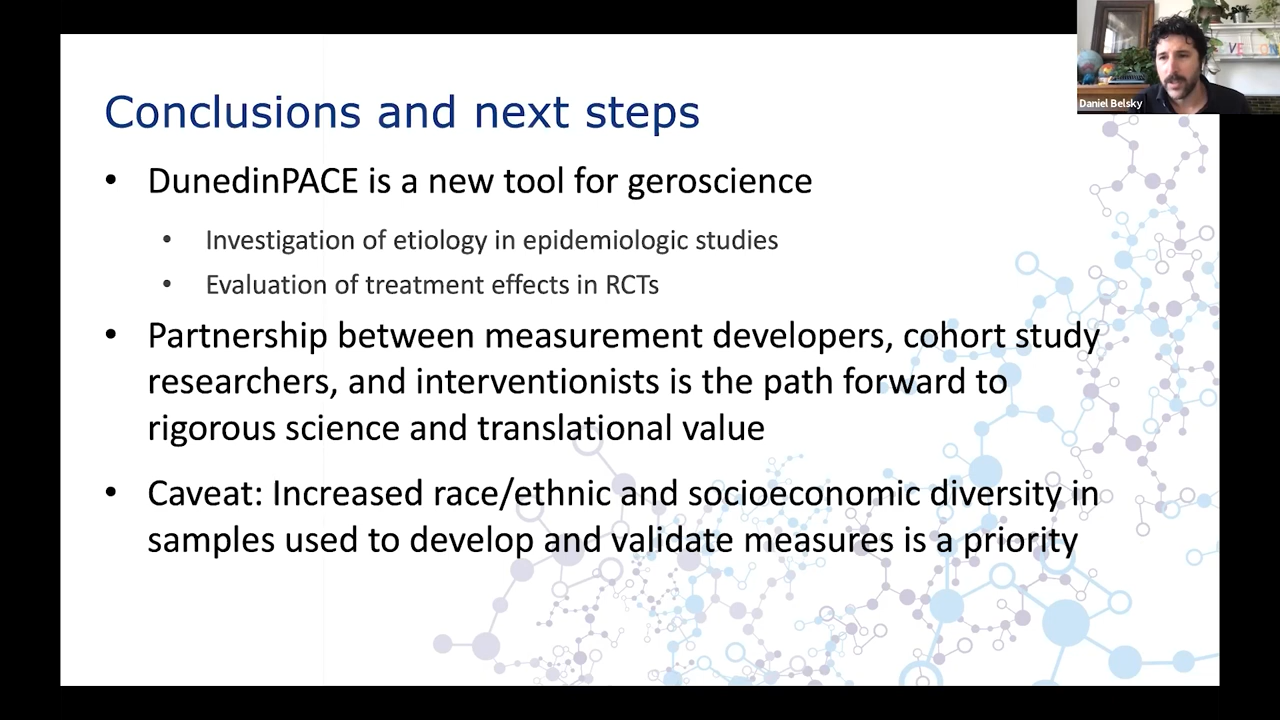 Conclusions and next steps
• DunedinPACE is a new tool for geroscience
• Investigation of etiology in epidemiologic studies
• Evaluation of treatment effects in RCTs
• Partnership between measurement developers, cohort study
researchers, and interventionists is the path forward to
rigorous science and translational value
• Caveat: Increased race/ethnic and socioeconomic diversity in
samples used to develop and validate measures is a priority
Daniel Belsky